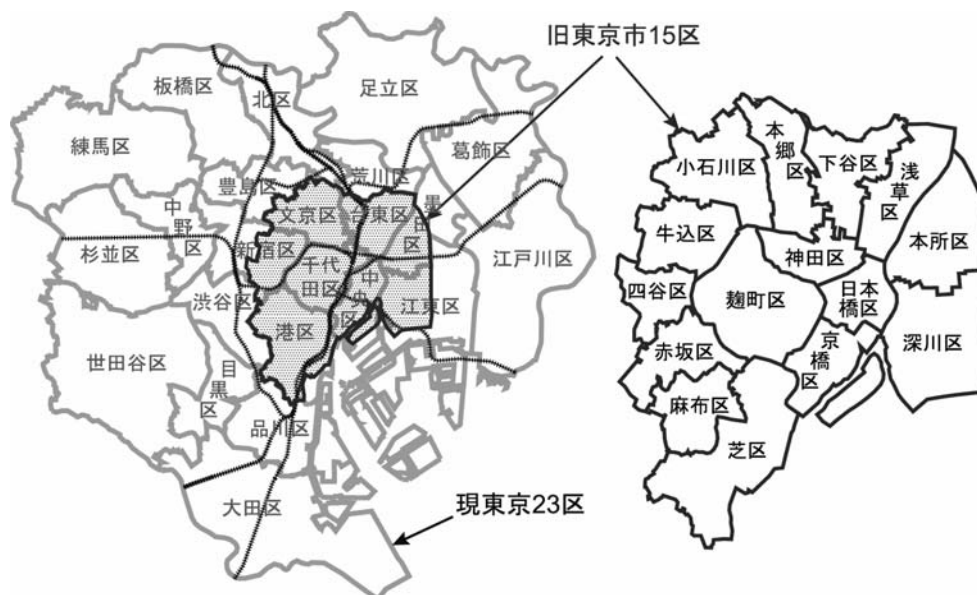 旧東京市15区
板橋区
北区
足立区
練馬区
葛飾区
豊島区
荒川区
中野区
文京区
台東区
墨田区
杉並区
新宿区
千代田区
中央区
江戸川区
渋谷区
江東区
港区
世田谷区
目黒区
品川区
大田区
現東京23区
小石川区
本郷区
下谷区
浅草区
牛込区
神田区
本所区
四谷区
麹町区
日本橋区
赤坂区
京橋区
深川区
麻布区
芝区